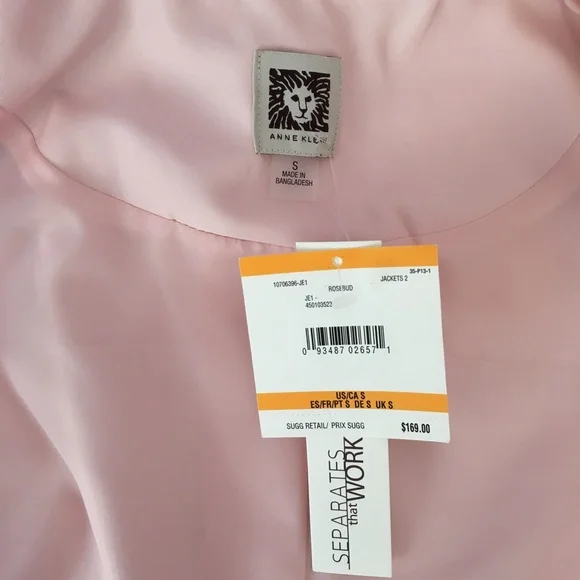 ANNE KLEIN
S
MADE IN
BANGLADESH
35-P13-1
10706396-JE1 ROSEBUD JACKETS 2
JE1 -
450103523
0 93487 02657 1
US/CA S
ES/FR/PT S DE S UK S
SUGG RETAIL/ PRIX SUGG $169.00
SEPARATES
that WORK